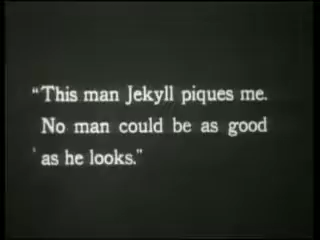 “This man Jekyll piques me.
No man could be as good
as he looks.”